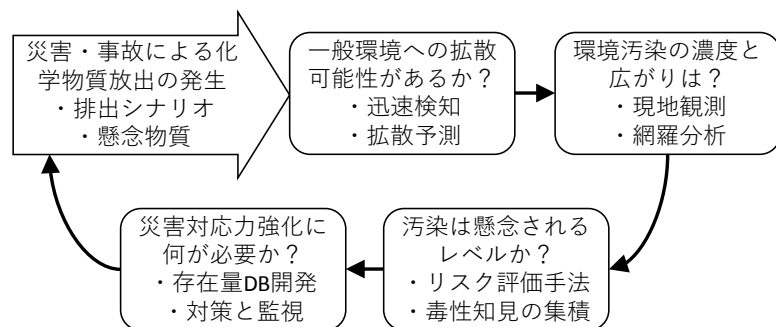 災害・事故による化
学物質放出の発生
・排出シナリオ
・懸念物質
一般環境への拡散
可能性があるか？
・迅速検知
・拡散予測
環境汚染の濃度と
広がりは？
・現地観測
・網羅分析
汚染は懸念される
レベルか？
・リスク評価手法
・毒性知見の集積
災害対応力強化に
何が必要か？
・存在量DB開発
・対策と監視